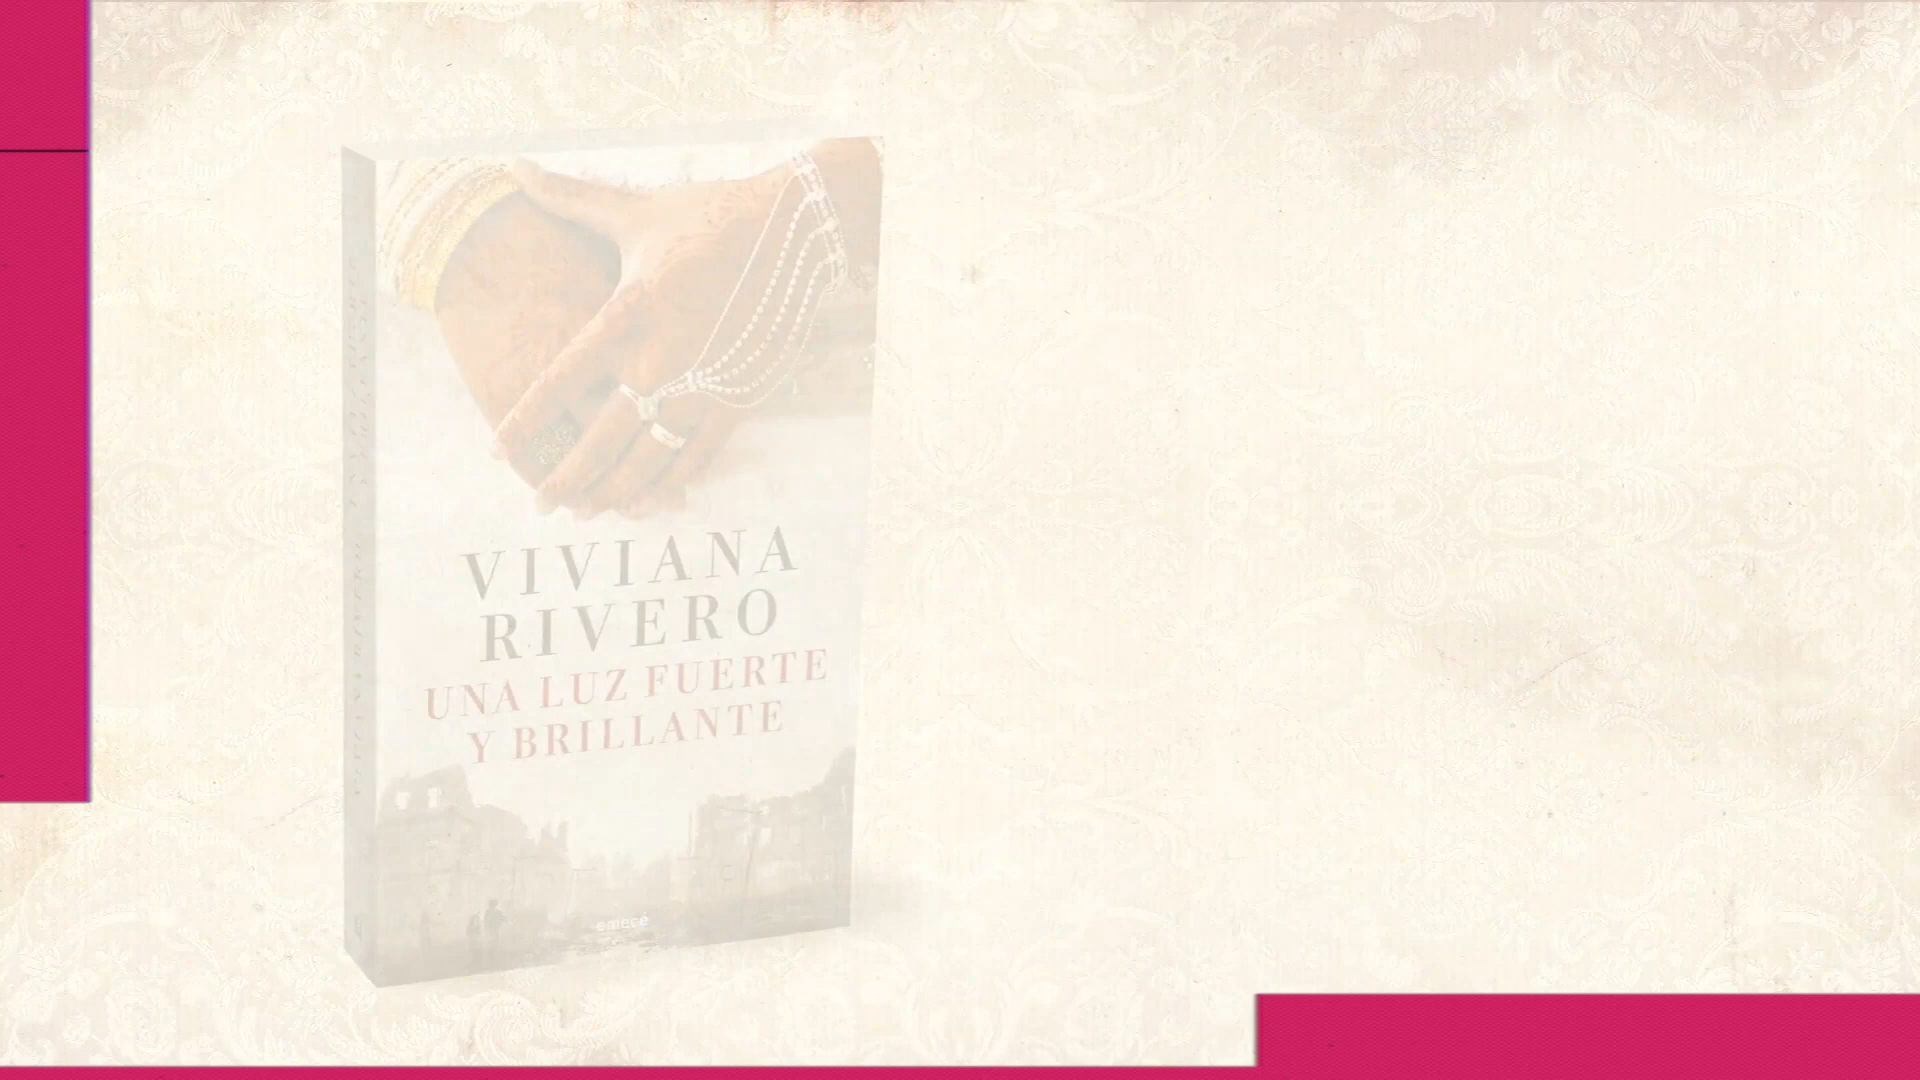 VIVIANA
RIVERO
UNA LUZ FUERTE
Y BRILLANTE
emecé